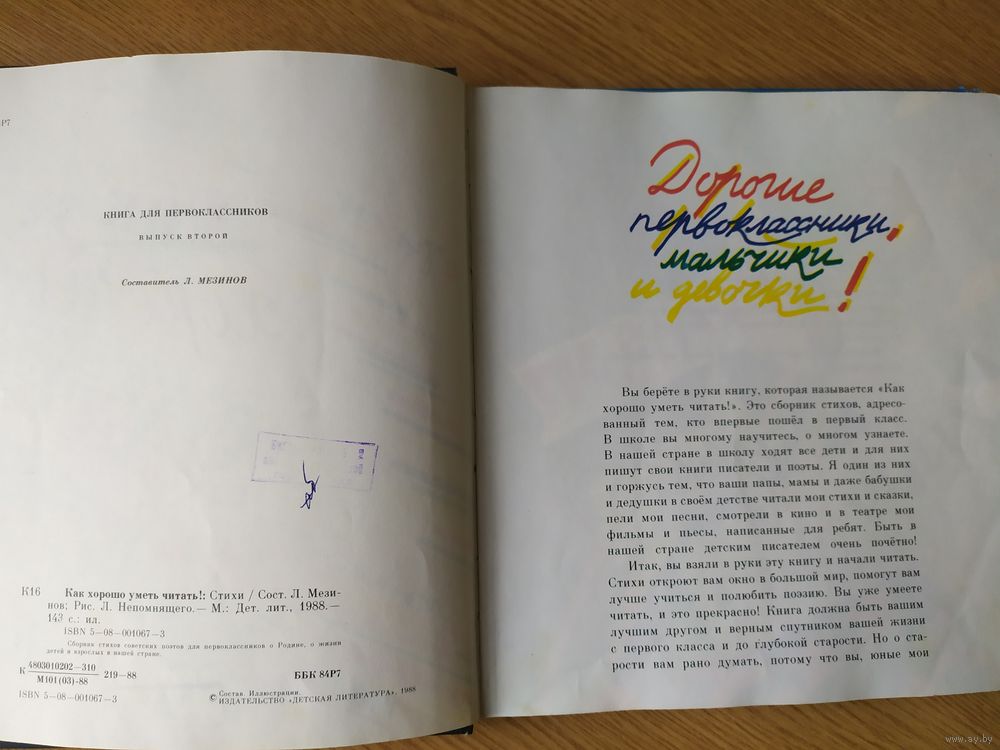 Р7
КНИГА ДЛЯ ПЕРВОКЛАССНИКОВ
ВЫПУСК ВТОРОЙ
Составитель Л. МЕЗИНОВ
К16 Как хорошо уметь читать!: Стихи / Сост. Л. Мези-
нов; Рис. Л. Непомнящего.— М.: Дет. лит., 1988.—
143 с.: ил.
ISBN 5—08—001067—3
Сборник стихов советских поэтов для первоклассников о Родине, о жизни
детей и взрослых в нашей стране.
К 4803010202—310
М101(03)-88 219—88
ББК 84Р7
ISBN 5—08—001067—3
© Состав. Иллюстрации.
ИЗДАТЕЛЬСТВО «ДЕТСКАЯ ЛИТЕРАТУРА», 1988
Дорогие
первоклассники,
мальчики
и девочки!
Вы берёте в руки книгу, которая называется «Как
хорошо уметь читать!». Это сборник стихов, адресо-
ванный тем, кто впервые пошёл в первый класс.
В школе вы многому научитесь, о многом узнаете.
В нашей стране в школу ходят все дети и для них
пишут свои книги писатели и поэты. Я один из них
и горжусь тем, что ваши папы, мамы и даже бабушки
и дедушки в своём детстве читали мои стихи и сказки,
пели мои песни, смотрели в кино и в театре мои
фильмы и пьесы, написанные для ребят. Быть в
нашей стране детским писателем очень почётно!
Итак, вы взяли в руки эту книгу и начали читать.
Стихи откроют вам окно в большой мир, помогут вам
лучше учиться и полюбить поэзию. Вы уже умеете
читать, и это прекрасно! Книга должна быть вашим
лучшим другом и верным спутником вашей жизни
с первого класса и до глубокой старости. Но о ста-
рости вам рано думать, потому что вы, юные мои
www.ay.by